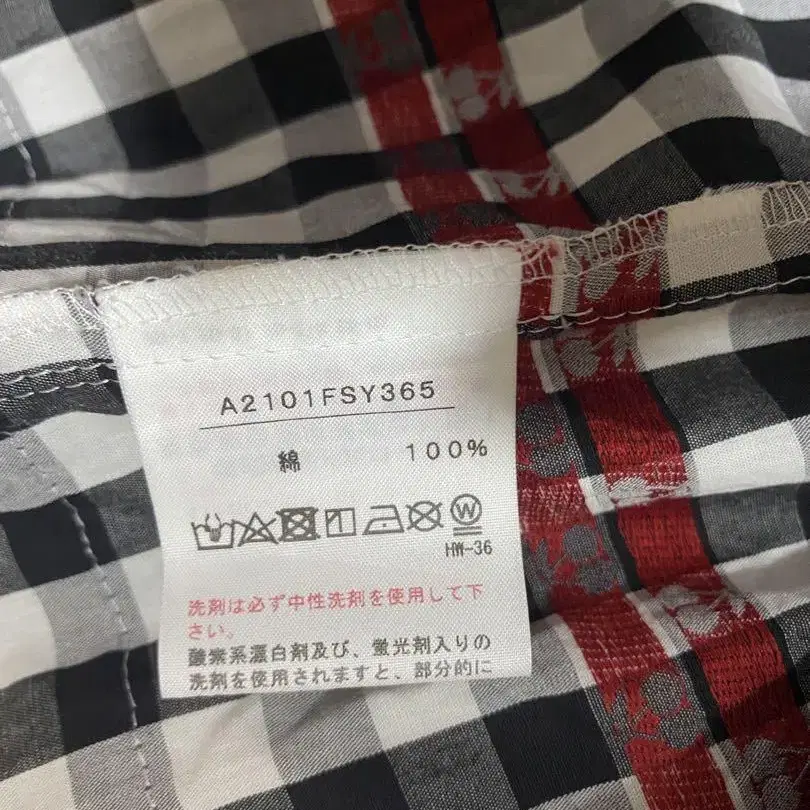 A2101FSY365
綿 100%
W
HW-36
洗剤は必ず中性洗剤を使用して下
さい。
酸素系漂白剤及び、蛍光剤入りの
洗剤を使用されますと、部分的に